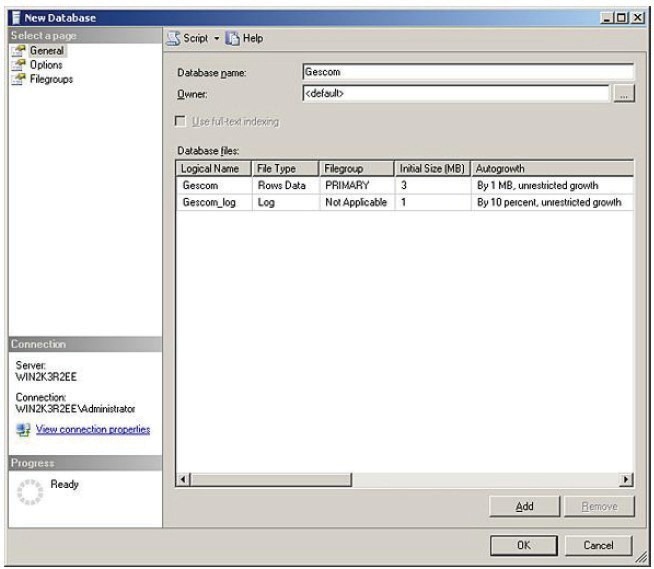 New Database
Select a page
General
Options
Filegroups
Script Help
Database name: Gescom
Owner: <default> ...
Use full-text indexing
Database files:
Logical Name File Type Filegroup Initial Size (MB) Autogrowth
Gescom Rows Data PRIMARY 3 By 1 MB, unrestricted growth
Gescom_log Log Not Applicable 1 By 10 percent, unrestricted growth
Connection
Server:
WIN2K3R2EE
Connection:
WIN2K3R2EE\Administrator
View connection properties
Progress
Ready
Add Remove
OK Cancel